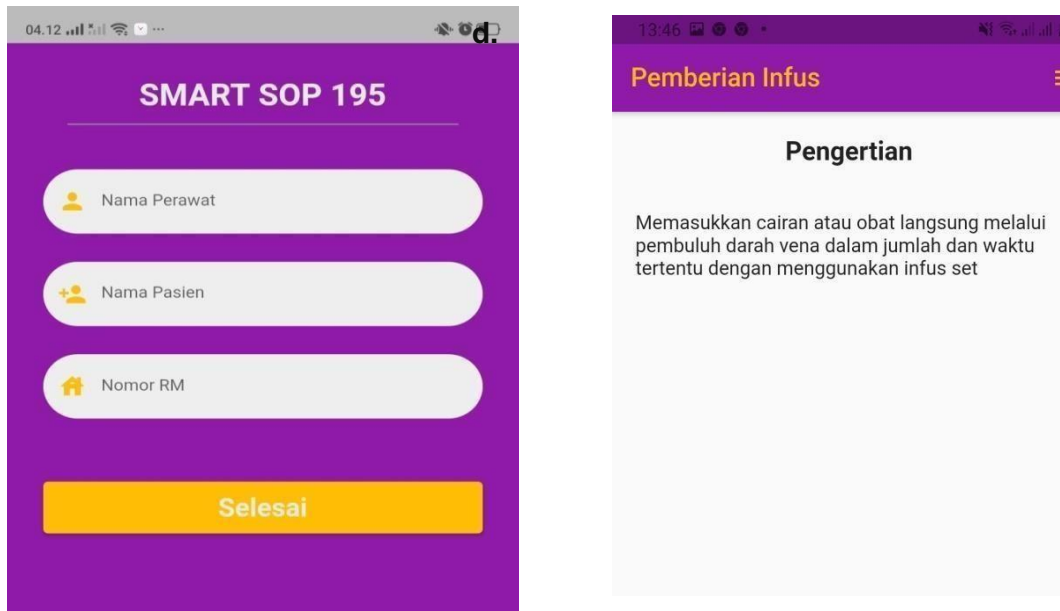 04.12
d.
SMART SOP 195
Nama Perawat
Nama Pasien
Nomor RM
Selesai
13:46
Pemberian Infus
Pengertian
Memasukkan cairan atau obat langsung melalui
pembuluh darah vena dalam jumlah dan waktu
tertentu dengan menggunakan infus set